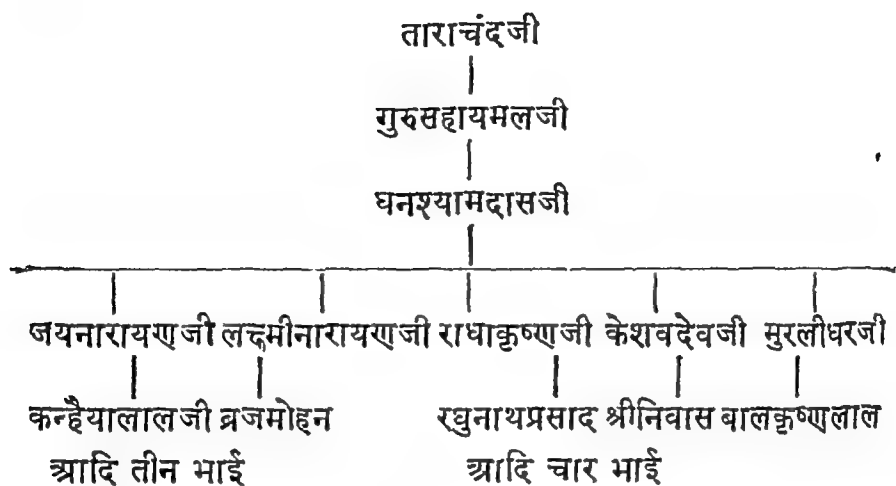 ताराचंदजी
गुरुसहायमलजी
घनश्यामदासजी
जयनारायणजी लक्ष्मीनारायणजी राधाकृष्णजी केशवदेवजी मुरलीधरजी
कन्हैयालालजी ब्रजमोहन रघुनाथप्रसाद श्रीनिवास बालकृष्णलाल
आदि तीन भाई आदि चार भाई